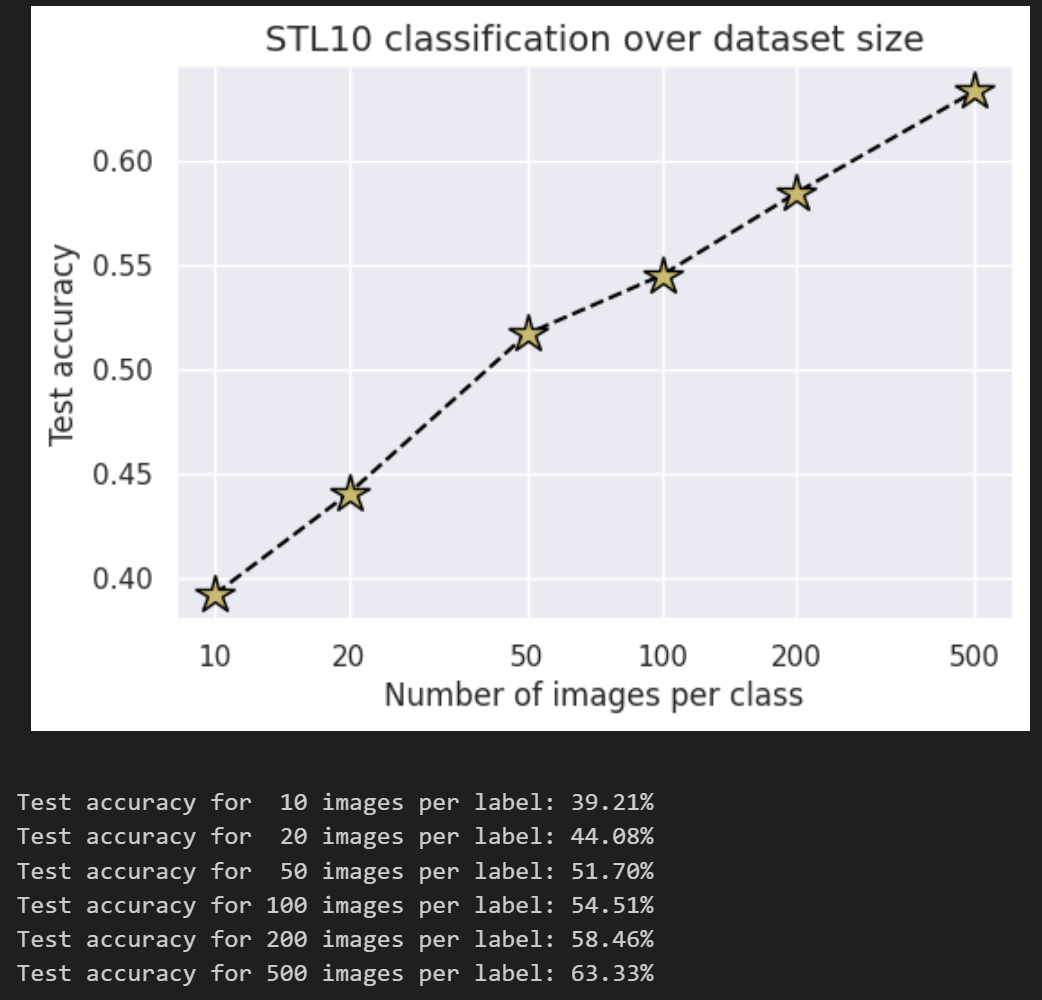 STL10 classification over dataset size
0.60
0.55
0.50
0.45
0.40
Test accuracy
10 20 50 100 200 500
Number of images per class
Test accuracy for  10 images per label: 39.21%
Test accuracy for  20 images per label: 44.08%
Test accuracy for  50 images per label: 51.70%
Test accuracy for 100 images per label: 54.51%
Test accuracy for 200 images per label: 58.46%
Test accuracy for 500 images per label: 63.33%